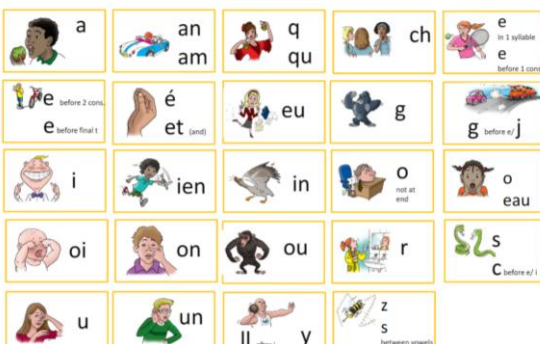 a
an
am
q
qu
ch
e
in 1 syllable
e
before 1 cons
e before 2 cons.
e before final t
é
et (and)
eu
g
g before e/ j
i
ien
in
o
not at
end
o
eau
oi
on
ou
r
s
c before e/ i
u
un
y
z
s
between vowels